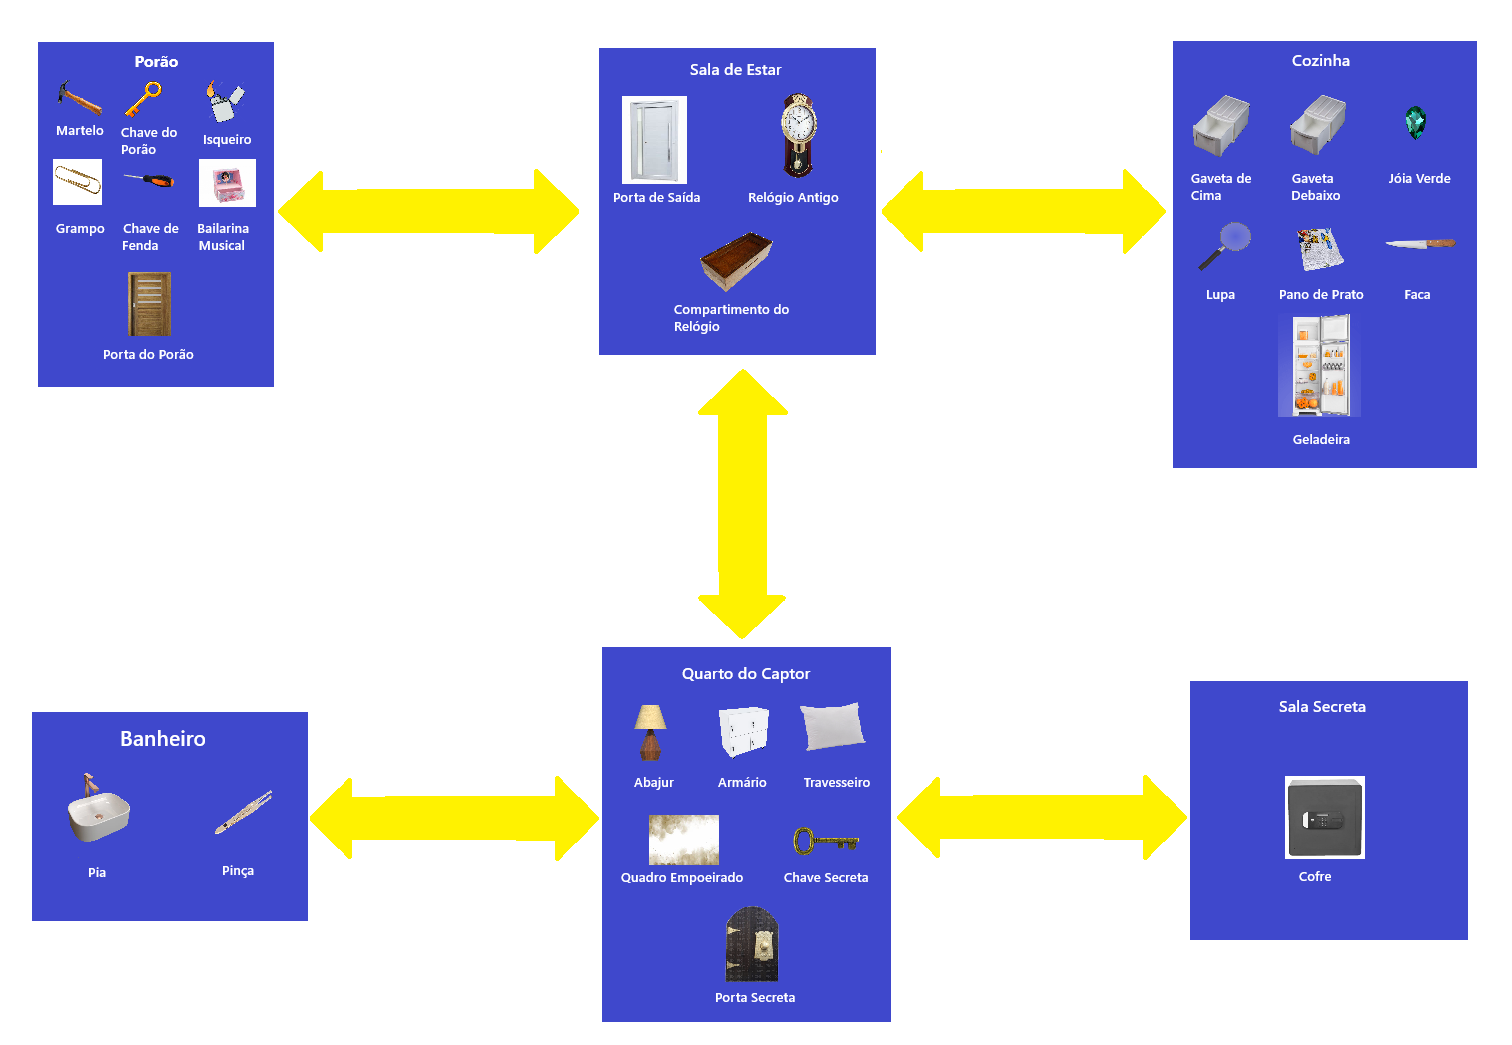 Porão
Martelo
Chave do
Porão
Isqueiro
Grampo
Chave de
Fenda
Bailarina
Musical
Porta do Porão
Sala de Estar
Porta de Saída
Relógio Antigo
Compartimento do
Relógio
Cozinha
Gaveta de
Cima
Gaveta
Debaixo
Jóia Verde
Lupa
Pano de Prato
Faca
Geladeira
Banheiro
Pia
Pinça
Quarto do Captor
Abajur
Armário
Travesseiro
Quadro Empoeirado
Chave Secreta
Porta Secreta
Sala Secreta
Cofre